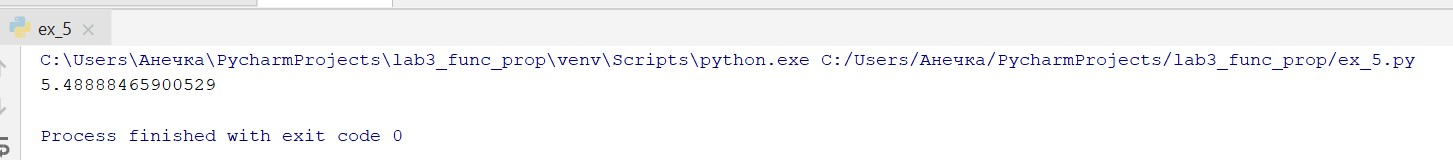 ex_5
C:\Users\Анечка\PycharmProjects\lab3_func_prop\venv\Scripts\python.exe C:/Users/Анечка/PycharmProjects/lab3_func_prop/ex_5.py
5.48888465900529
Process finished with exit code 0